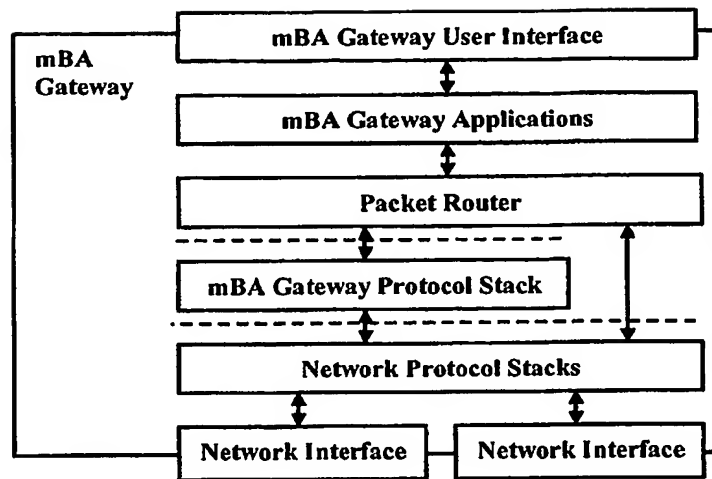 mBA Gateway User Interface
mBA
Gateway
mBA Gateway Applications
Packet Router
mBA Gateway Protocol Stack
Network Protocol Stacks
Network Interface
Network Interface